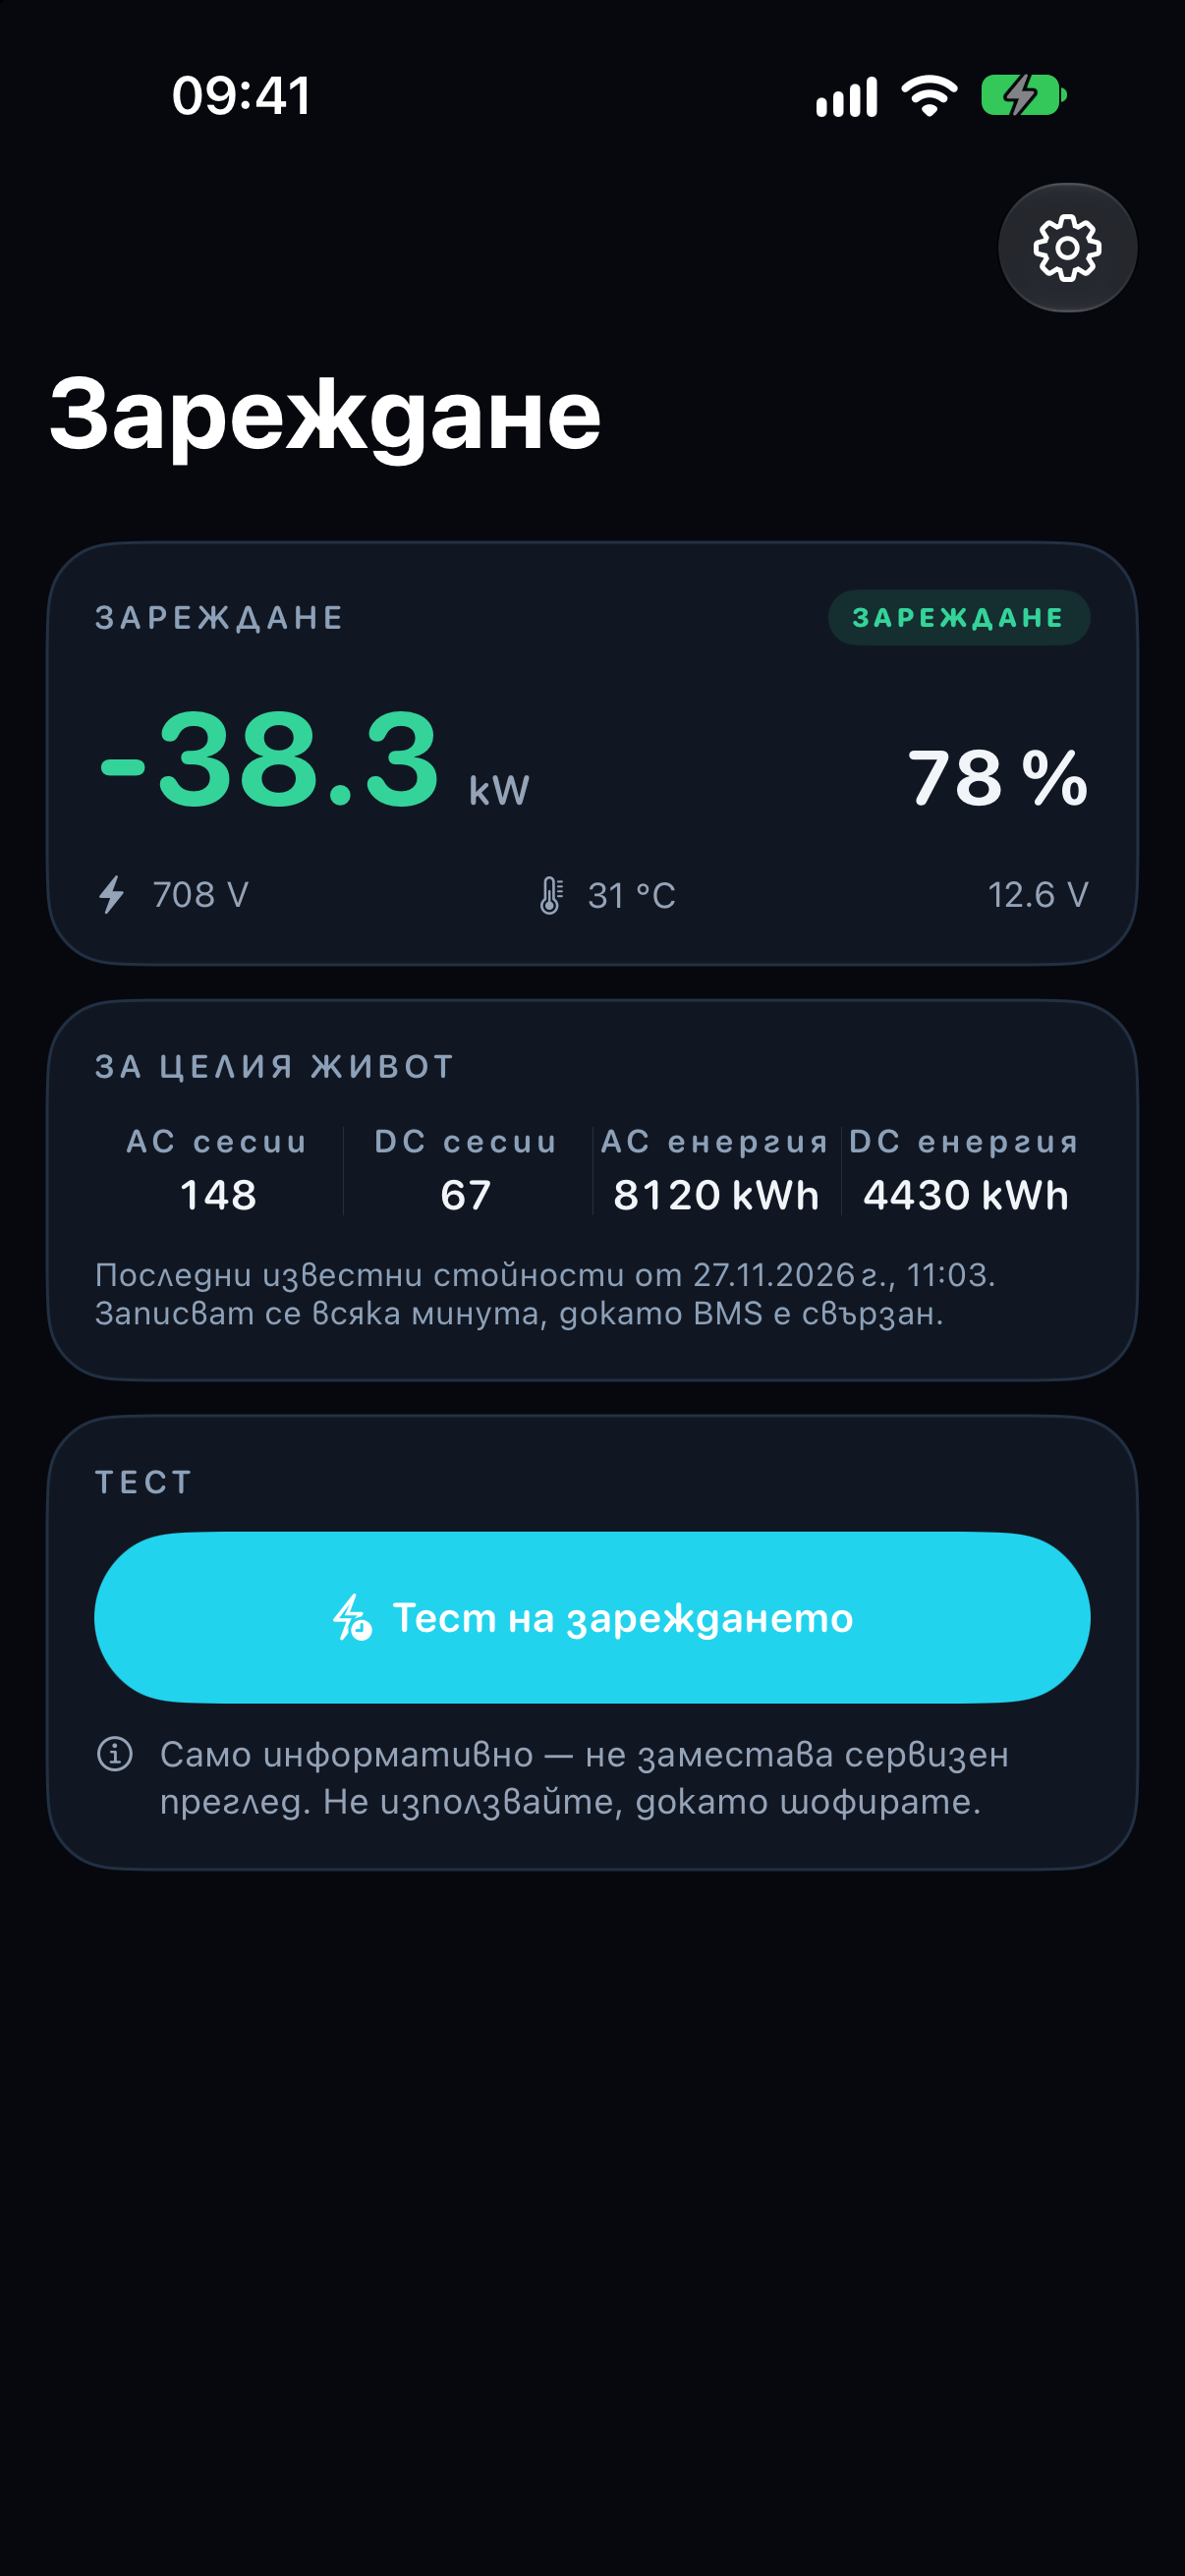 09:41
Зареждане
ЗАРЕЖДАНЕ
ЗАРЕЖДАНЕ
-38.3 kW
78 %
708 V
31 °C
12.6 V
ЗА ЦЕЛИЯ ЖИВОТ
AC сесии
DC сесии
AC енергия
DC енергия
148
67
8120 kWh
4430 kWh
Последни известни стойности от 27.11.2026 г., 11:03.
Записват се всяка минута, докато BMS е свързан.
ТЕСТ
Тест на зареждането
Само информативно — не замества сервизен
преглед. Не използвайте, докато шофирате.